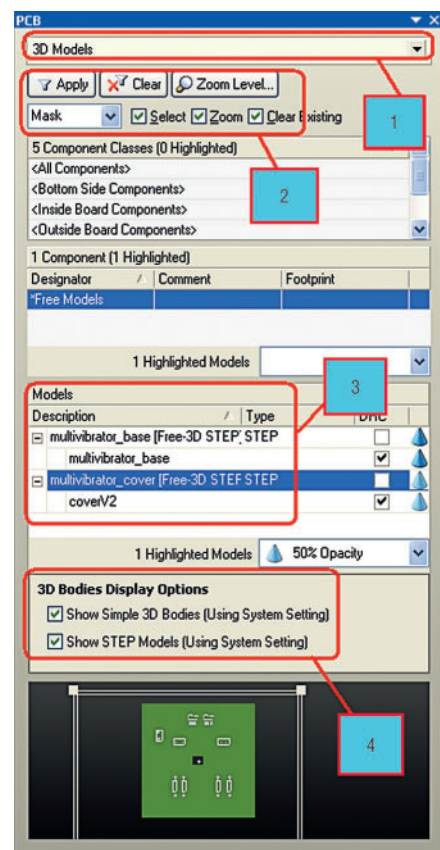 PCB
3D Models
Apply Clear Zoom Level...
1
Mask Select Zoom Clear Existing
5 Component Classes (0 Highlighted)
<All Components>
2
<Bottom Side Components>
<Inside Board Components>
<Outside Board Components>
1 Component (1 Highlighted)
Designator Comment Footprint
*Free Models
1 Highlighted Models
3
Models
Description Type DRC
multivibrator_base [Free-3D STEP, STEP
multivibrator_base
multivibrator_cover [Free-3D STEF STEP
coverV2
1 Highlighted Models 50% Opacity
3D Bodies Display Options
Show Simple 3D Bodies (Using System Setting)
Show STEP Models (Using System Setting)
4